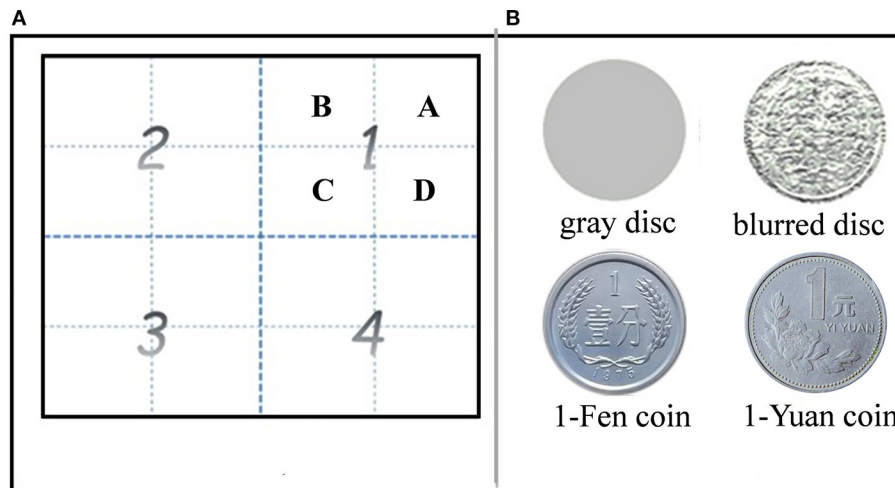 A
B
B A
2 1
C D
3 4
gray disc
blurred disc
1
壹分
1975
1元
YI YUAN
1-Fen coin
1-Yuan coin